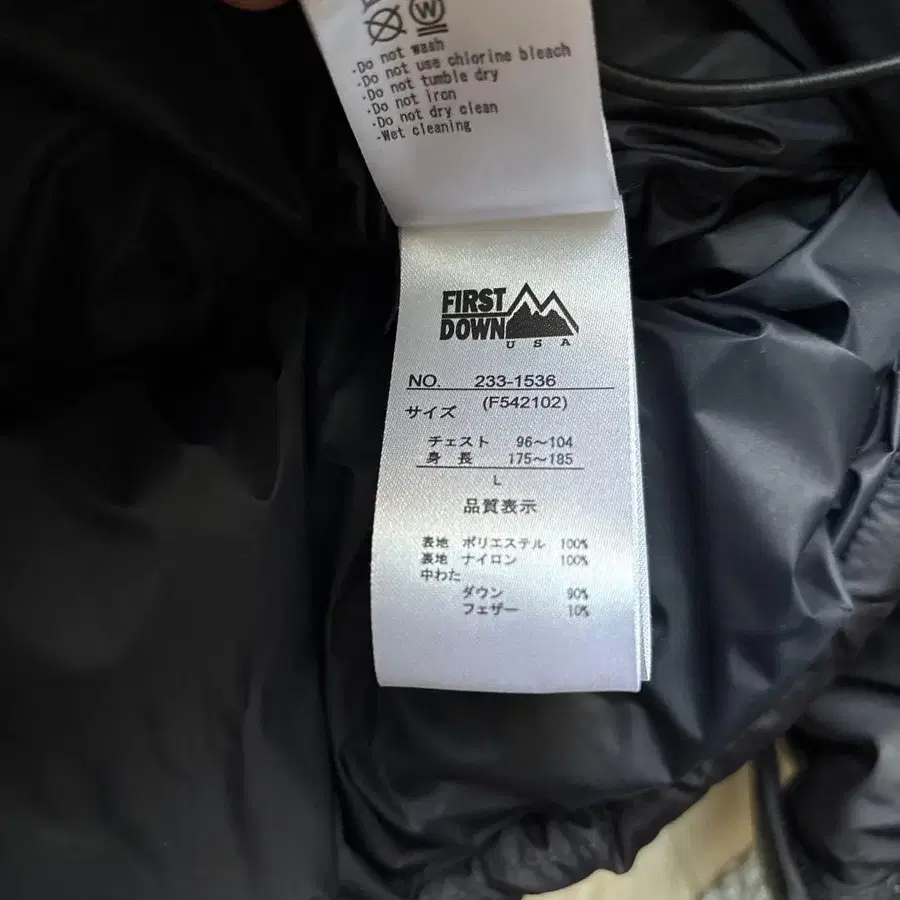 W
·Do not wash
·Do not use chlorine bleach
·Do not tumble dry
·Do not iron
·Do not dry clean
·Wet cleaning
FIRST
DOWN
USA
NO. 233-1536
サイズ (F542102)
チェスト 96～104
身長 175～185
L
品質表示
表地 ポリエステル 100%
裏地 ナイロン 100%
中わた
ダウン 90%
フェザー 10%